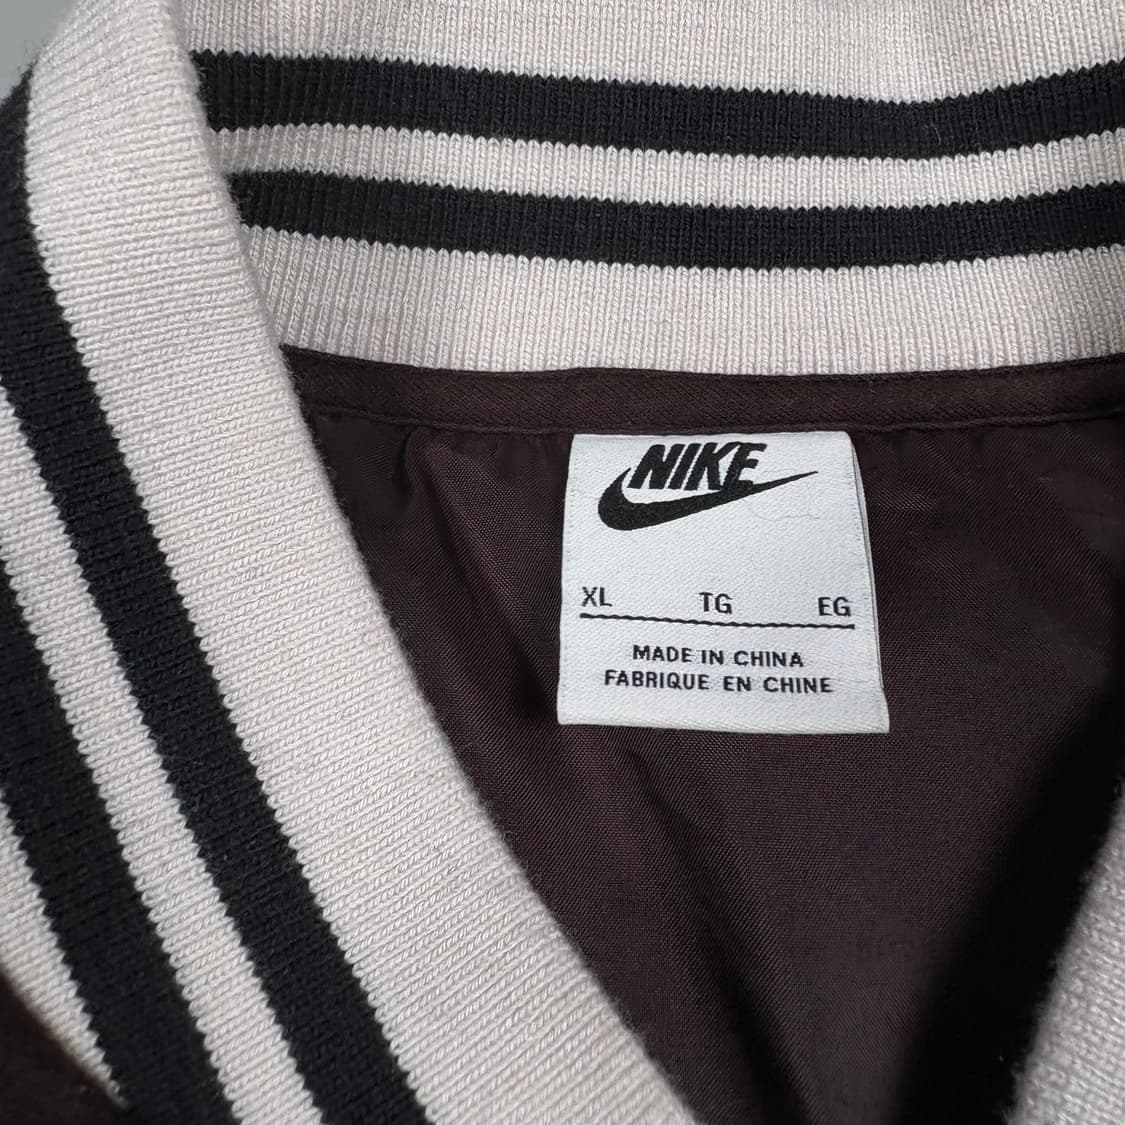 NIKE
XL TG EG
MADE IN CHINA
FABRIQUE EN CHINE